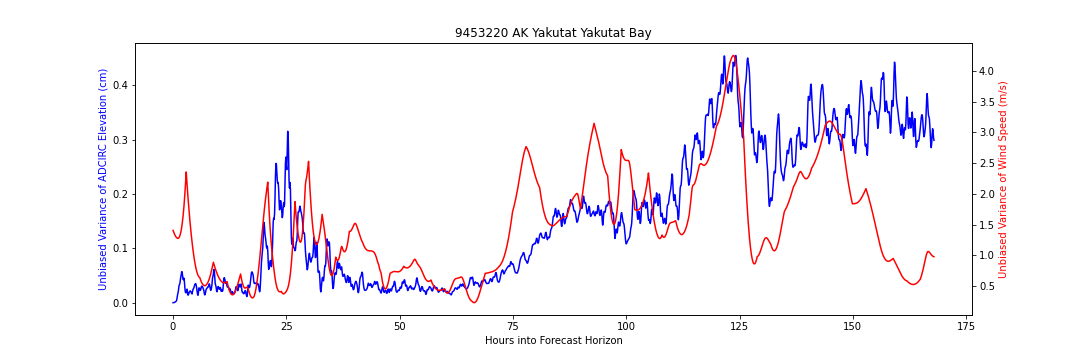 9453220 AK Yakutat Yakutat Bay
Unbiased Variance of ADCIRC Elevation (cm)
0.4
0.3
0.2
0.1
0.0
4.0
3.5
3.0
2.5
2.0
1.5
1.0
0.5
Unbiased Variance of Wind Speed (m/s)
0 25 50 75 100 125 150 175
Hours into Forecast Horizon